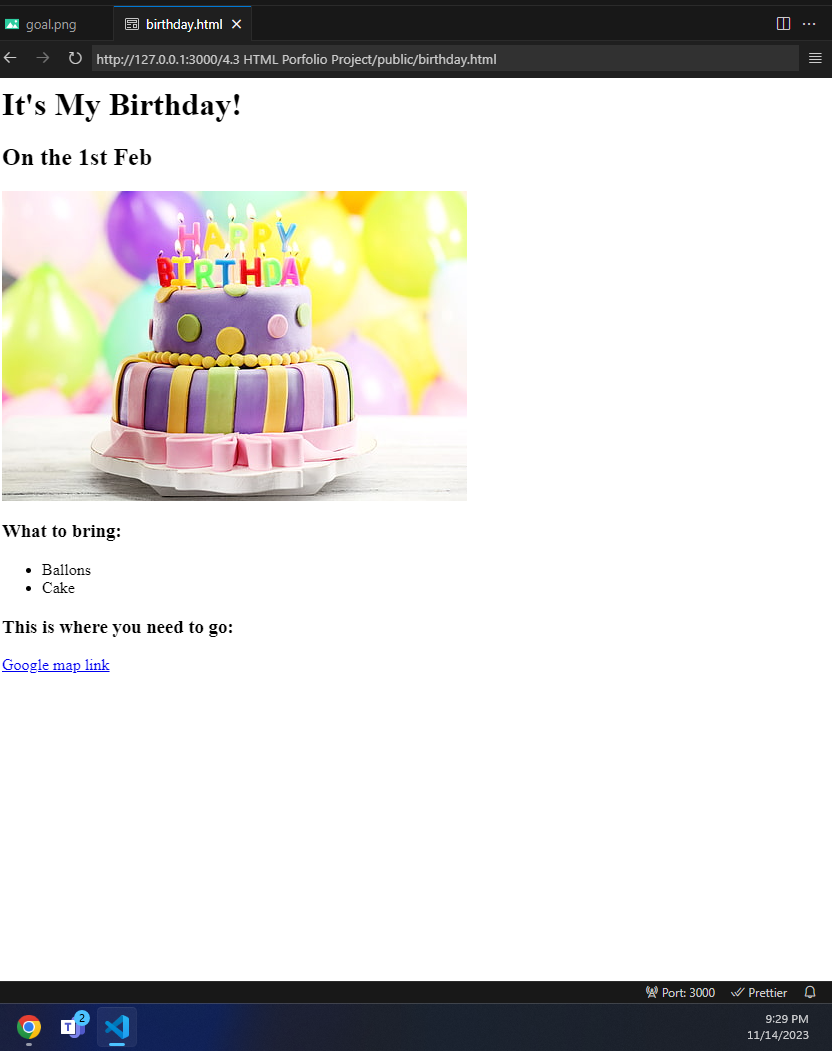 goal.png
birthday.html
http://127.0.0.1:3000/4.3 HTML Porfolio Project/public/birthday.html
It's My Birthday!
On the 1st Feb
HAPPY
BIRTHDAY
What to bring:
Ballons
Cake
This is where you need to go:
Google map link
Port: 3000 Prettier
T 2
9:29 PM
11/14/2023